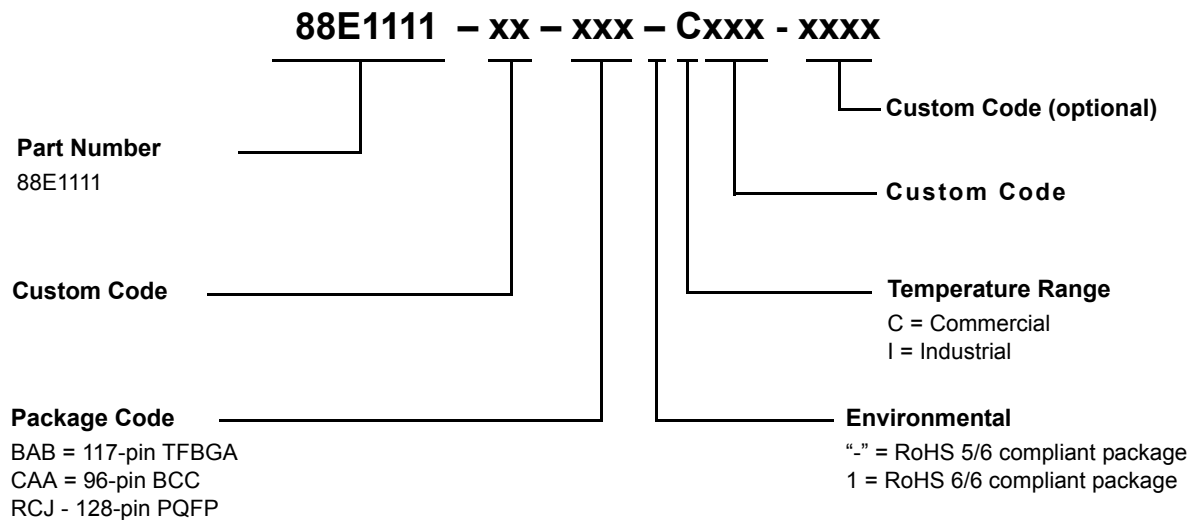 88E1111 – xx – xxx – Cxxx - xxxx
Custom Code (optional)
Part Number
88E1111
Custom Code
Custom Code
Temperature Range
C = Commercial
I = Industrial
Package Code
BAB = 117-pin TFBGA
CAA = 96-pin BCC
RCJ - 128-pin PQFP
Environmental
“-” = RoHS 5/6 compliant package
1 = RoHS 6/6 compliant package